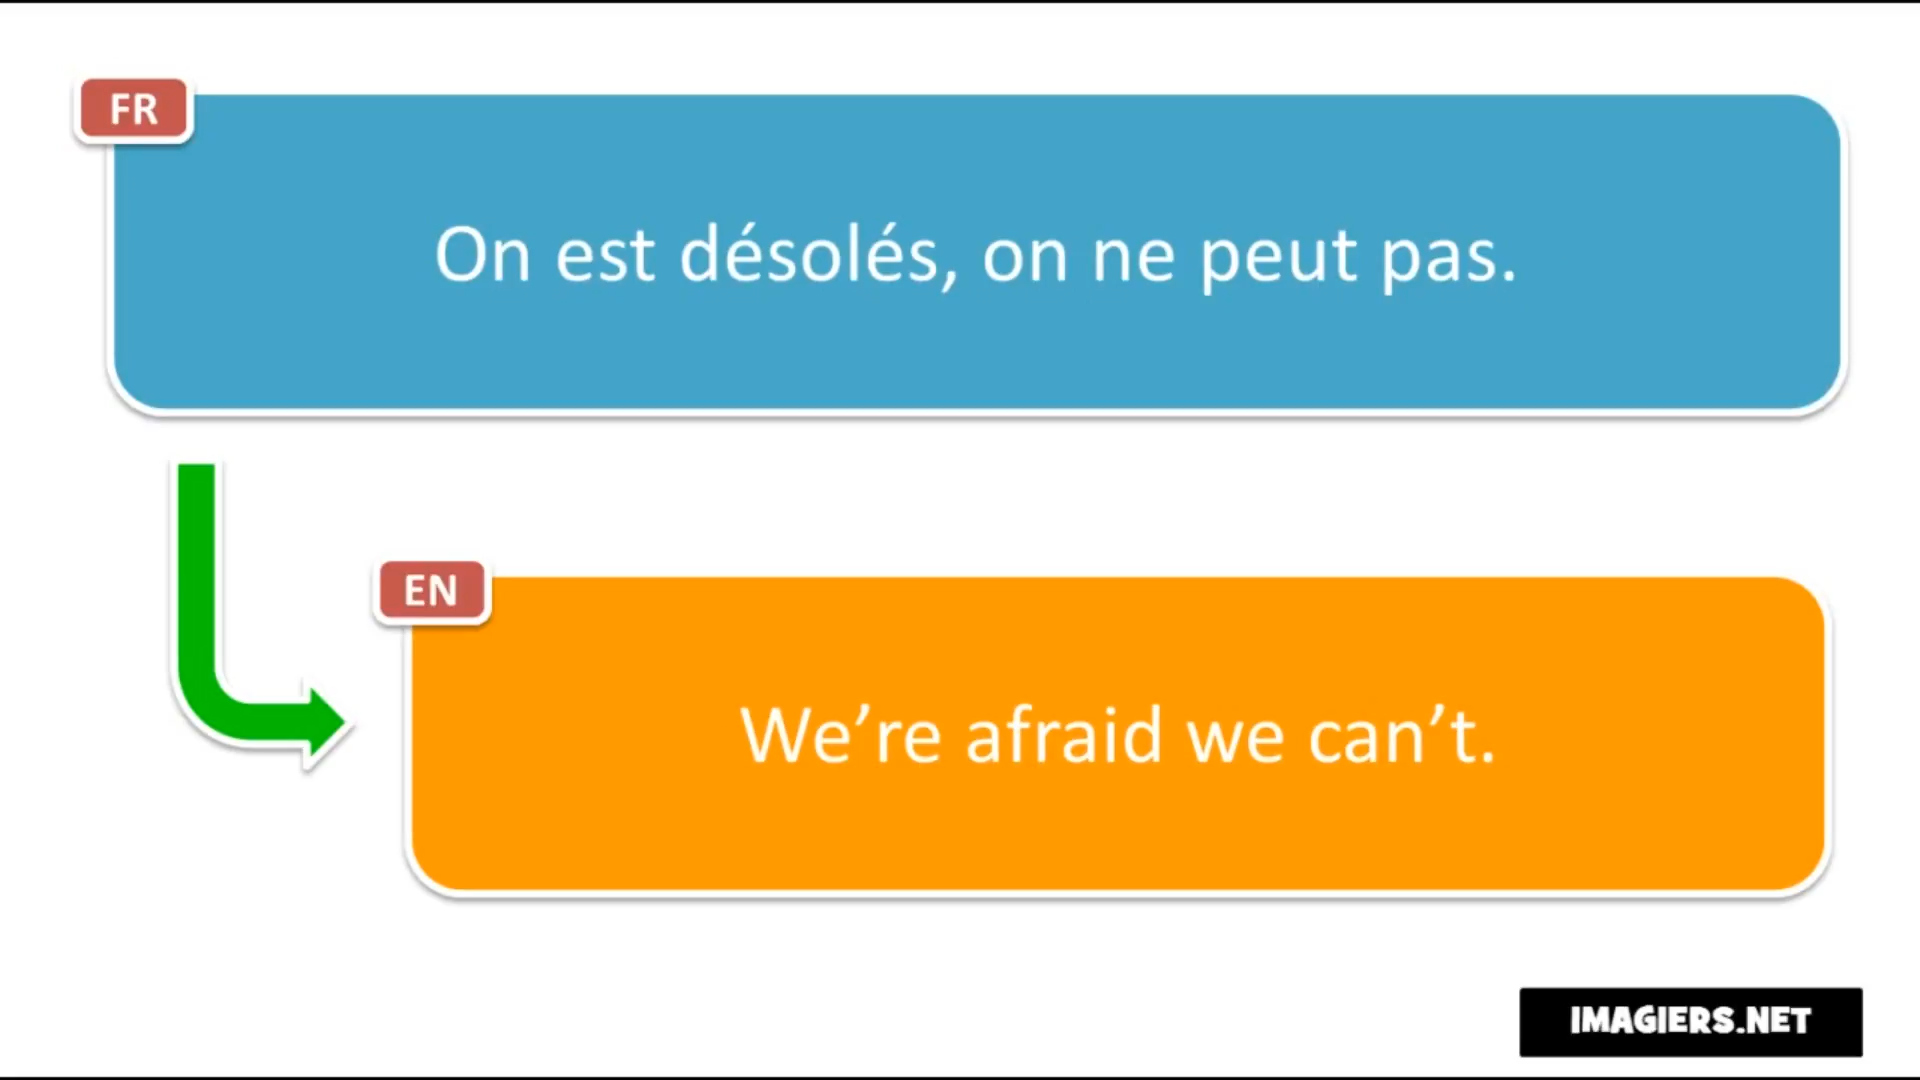 FR
On est désolés, on ne peut pas.
EN
We’re afraid we can’t.
IMAGIERS.NET